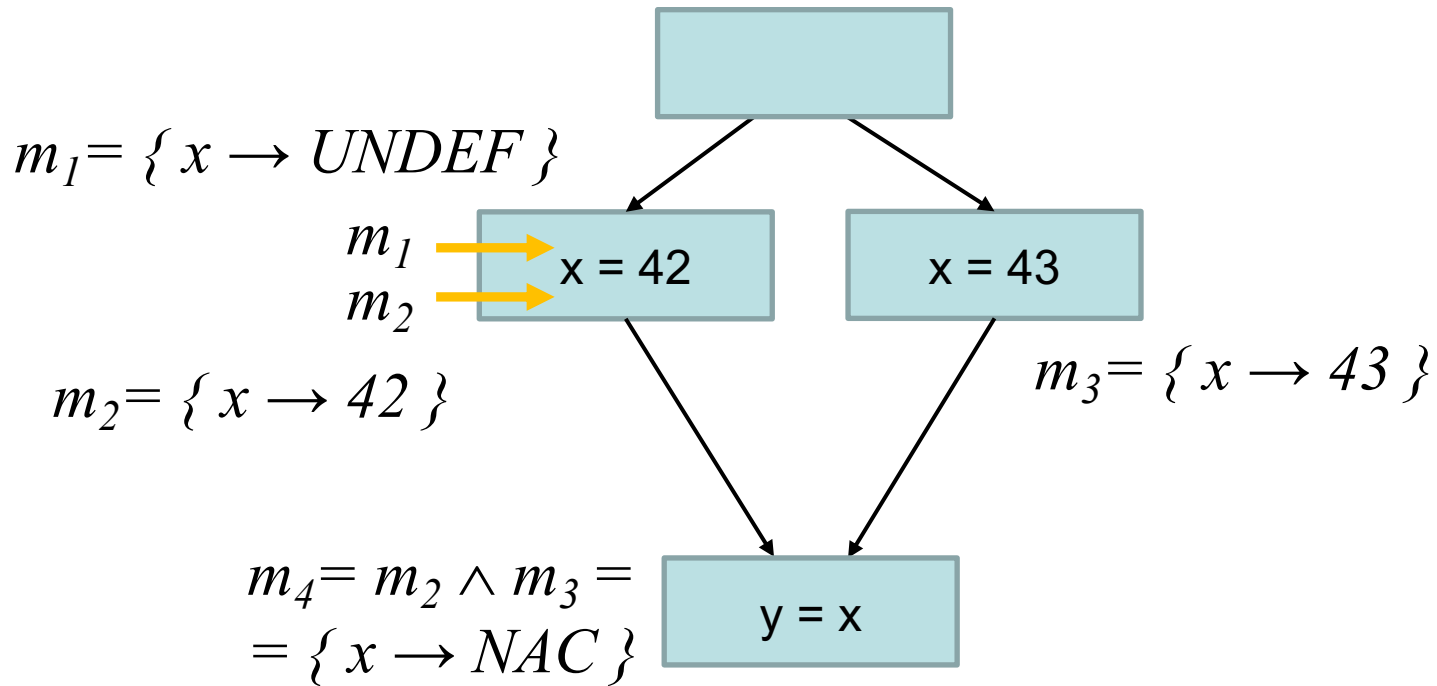 m₁= { x → UNDEF }
m₁
x = 42
x = 43
m₂
m₂= { x → 42 }
m₃= { x → 43 }
m₄= m₂ ∧ m₃ =
= { x → NAC }
y = x